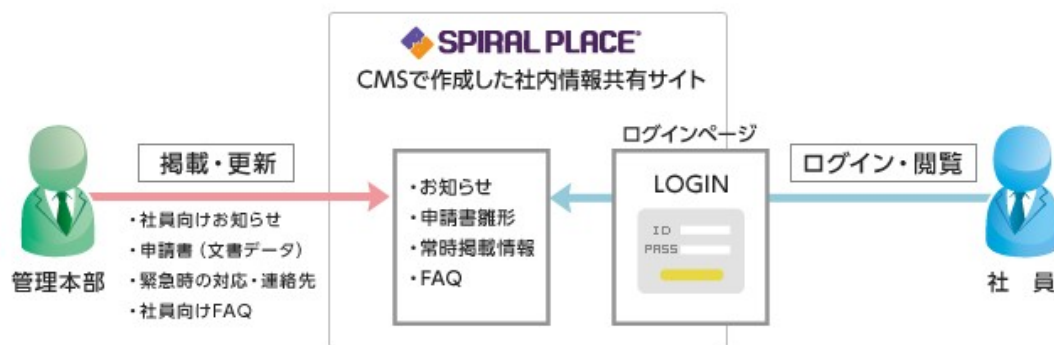 SPIRAL PLACE®
CMSで作成した社内情報共有サイト
ログインページ
掲載・更新
・社員向けお知らせ
・申請書（文書データ）
・緊急時の対応・連絡先
・社員向けFAQ
管理本部
・お知らせ
・申請書雛形
・常時掲載情報
・FAQ
LOGIN
ID
PASS
ログイン・閲覧
社 員